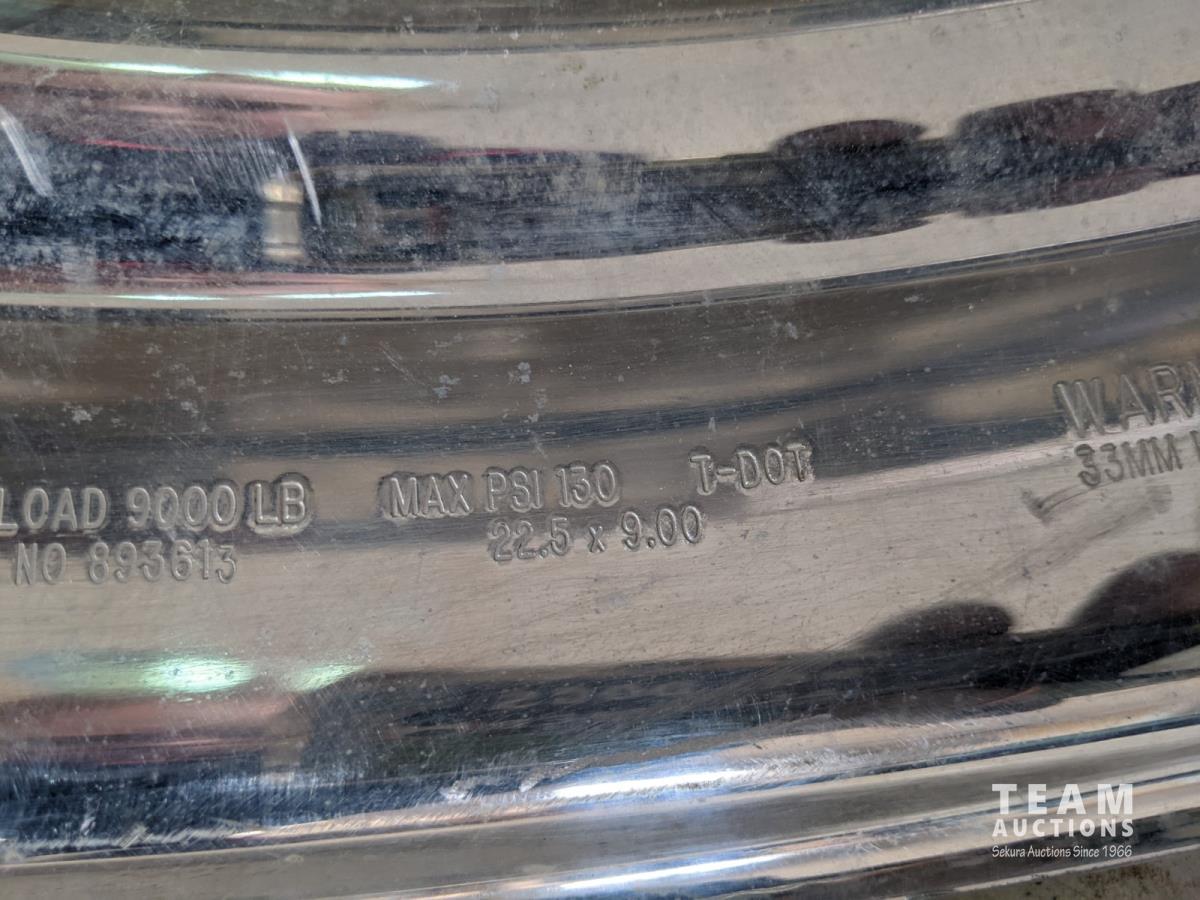 LOAD 9000 LB MAX PSI 130 T-DOT
NO 893613 22.5 x 9.00
WARN
33MM
TEAM
AUCTIONS
Sekura Auctions Since 1966